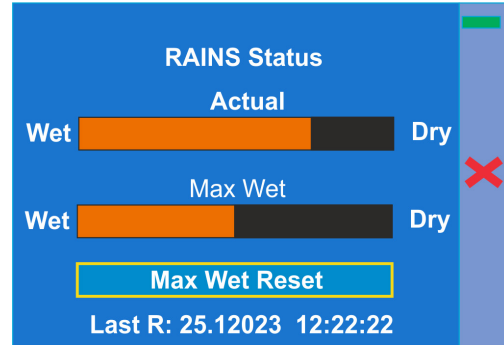 RAINS Status
Actual
Wet Dry
Max Wet
Wet Dry
Max Wet Reset
Last R: 25.12023 12:22:22